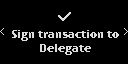 Sign transaction to
Delegate